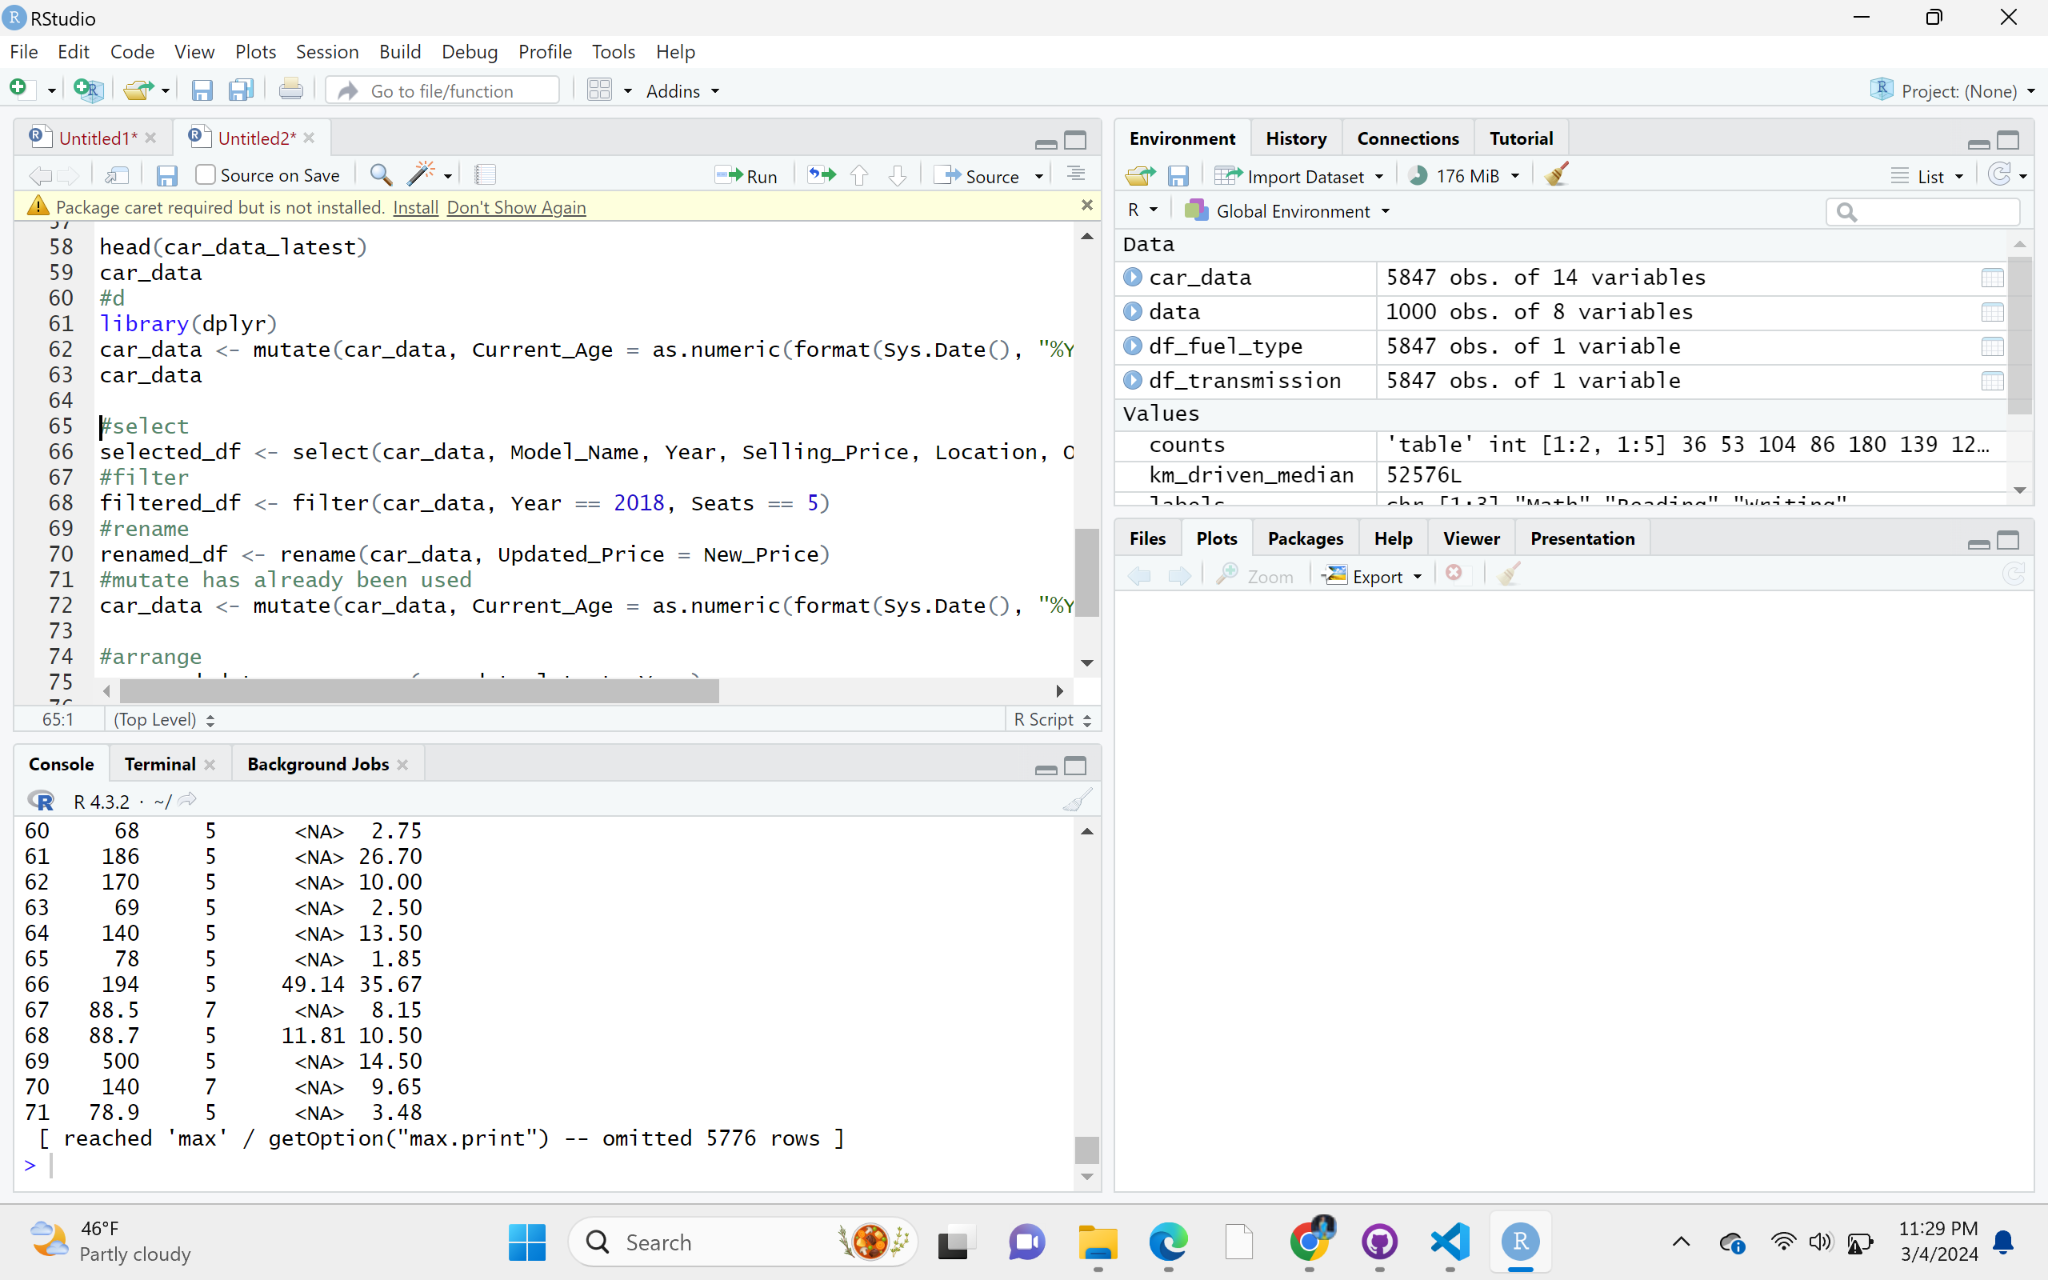 RStudio
File Edit Code View Plots Session Build Debug Profile Tools Help
Go to file/function Addins Project: (None)
Untitled1* Untitled2*
Source on Save Run Source
Package caret required but is not installed. Install Don't Show Again
57
58 head(car_data_latest)
59 car_data
60 #d
61 library(dplyr)
62 car_data <- mutate(car_data, Current_Age = as.numeric(format(Sys.Date(), "%Y
63 car_data
64
65 #select
66 selected_df <- select(car_data, Model_Name, Year, Selling_Price, Location, O
67 #filter
68 filtered_df <- filter(car_data, Year == 2018, Seats == 5)
69 #rename
70 renamed_df <- rename(car_data, Updated_Price = New_Price)
71 #mutate has already been used
72 car_data <- mutate(car_data, Current_Age = as.numeric(format(Sys.Date(), "%Y
73
74 #arrange
75
76
65:1 (Top Level) R Script
Console Terminal Background Jobs
R 4.3.2 · ~/
60 68 5 <NA> 2.75
61 186 5 <NA> 26.70
62 170 5 <NA> 10.00
63 69 5 <NA> 2.50
64 140 5 <NA> 13.50
65 78 5 <NA> 1.85
66 194 5 49.14 35.67
67 88.5 7 <NA> 8.15
68 88.7 5 11.81 10.50
69 500 5 <NA> 14.50
70 140 7 <NA> 9.65
71 78.9 5 <NA> 3.48
[ reached 'max' / getOption("max.print") -- omitted 5776 rows ]
>
Environment History Connections Tutorial
Import Dataset 176 MiB List
R Global Environment
Data
car_data 5847 obs. of 14 variables
data 1000 obs. of 8 variables
df_fuel_type 5847 obs. of 1 variable
df_transmission 5847 obs. of 1 variable
Values
counts 'table' int [1:2, 1:5] 36 53 104 86 180 139 12...
km_driven_median 52576L
labels chr [1:3] "Math" "Reading" "Writing"
Files Plots Packages Help Viewer Presentation
Zoom Export
46°F
Partly cloudy
Search
11:29 PM
3/4/2024